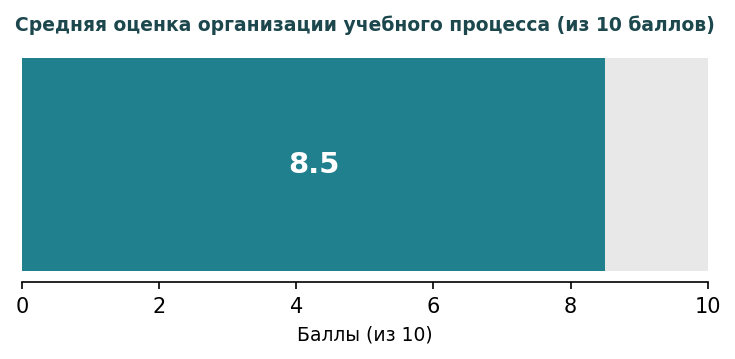 Средняя оценка организации учебного процесса (из 10 баллов)
8.5
0 2 4 6 8 10
Баллы (из 10)